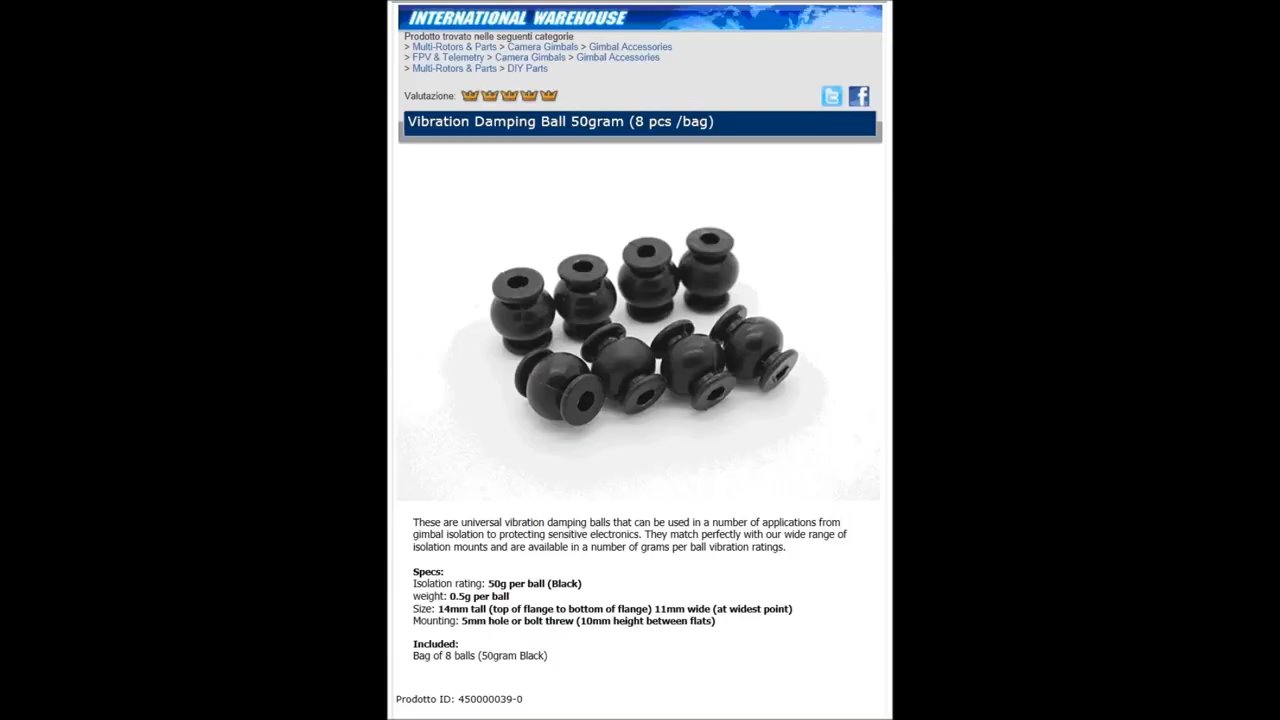 INTERNATIONAL WAREHOUSE
Prodotto trovato nelle seguenti categorie
> Multi-Rotors & Parts > Camera Gimbals > Gimbal Accessories
> FPV & Telemetry > Camera Gimbals > Gimbal Accessories
> Multi-Rotors & Parts > DIY Parts
Valutazione:
Vibration Damping Ball 50gram (8 pcs /bag)
These are universal vibration damping balls that can be used in a number of applications from
gimbal isolation to protecting sensitive electronics. They match perfectly with our wide range of
isolation mounts and are available in a number of grams per ball vibration ratings.
Specs:
Isolation rating: 50g per ball (Black)
weight: 0.5g per ball
Size: 14mm tall (top of flange to bottom of flange) 11mm wide (at widest point)
Mounting: 5mm hole or bolt threw (10mm height between flats)
Included:
Bag of 8 balls (50gram Black)
Prodotto ID: 450000039-0